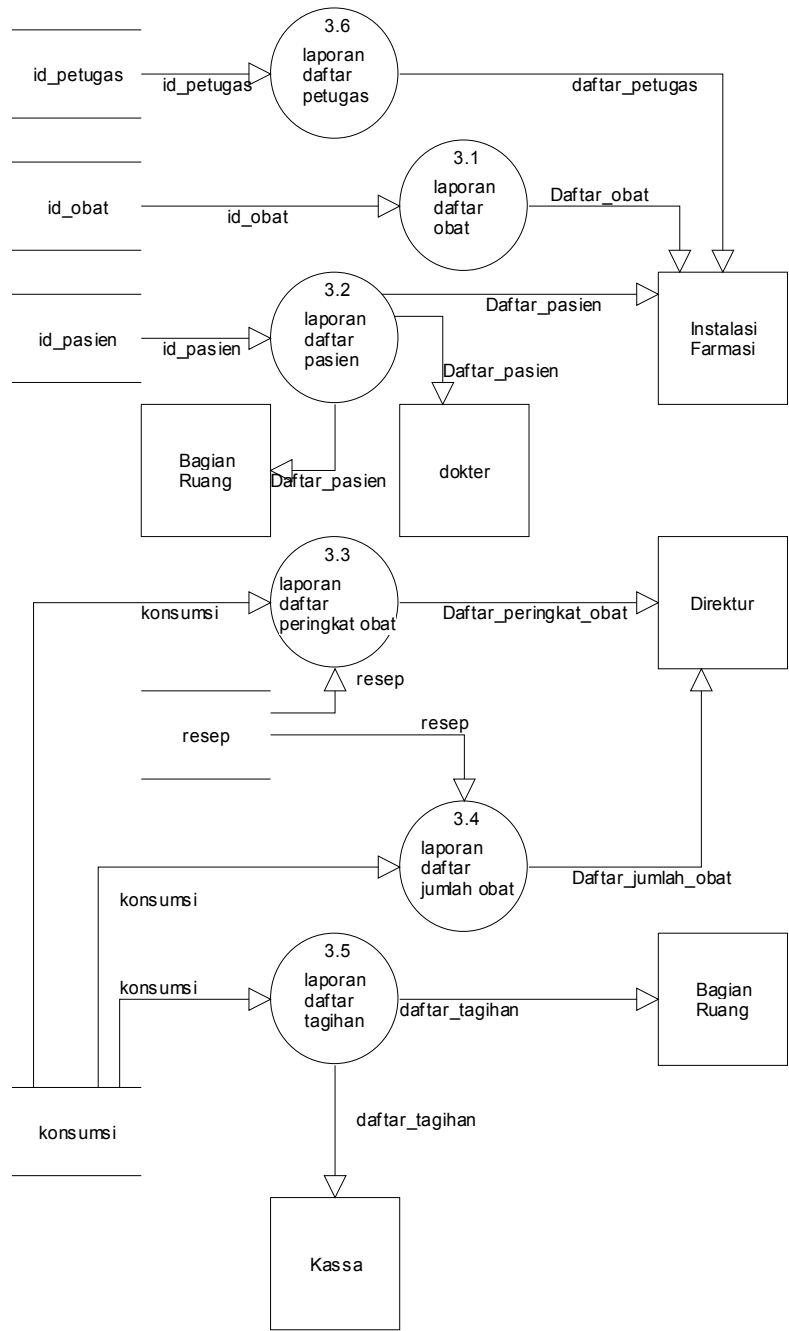 3.6
laporan
daftar
petugas
id_petugas
id_petugas
daftar_petugas
3.1
laporan
daftar
obat
id_obat
id_obat
Daftar_obat
3.2
laporan
daftar
pasien
id_pasien
id_pasien
Daftar_pasien
Instalasi
Farmasi
Daftar_pasien
Bagian
Ruang
Daftar_pasien
dokter
3.3
laporan
daftar
peringkat obat
konsumsi
Daftar_peringkat_obat
Direktur
resep
resep
resep
3.4
laporan
daftar
jumlah obat
konsumsi
Daftar_jumlah_obat
3.5
laporan
daftar
tagihan
konsumsi
daftar_tagihan
Bagian
Ruang
konsumsi
daftar_tagihan
Kassa